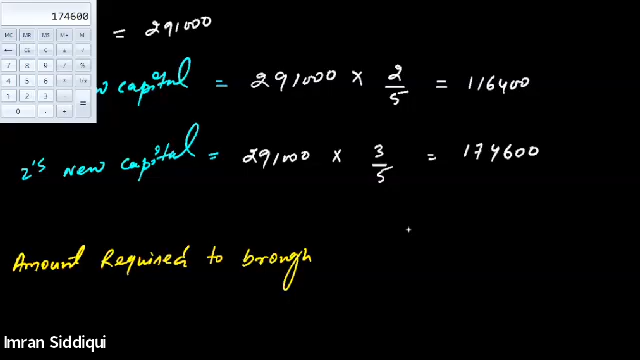 174600
= 291000
new capital = 291000 × 2/5 = 116400
Z's new capital = 291000 × 3/5 = 174600
Amount Required to brough
Imran Siddiqui